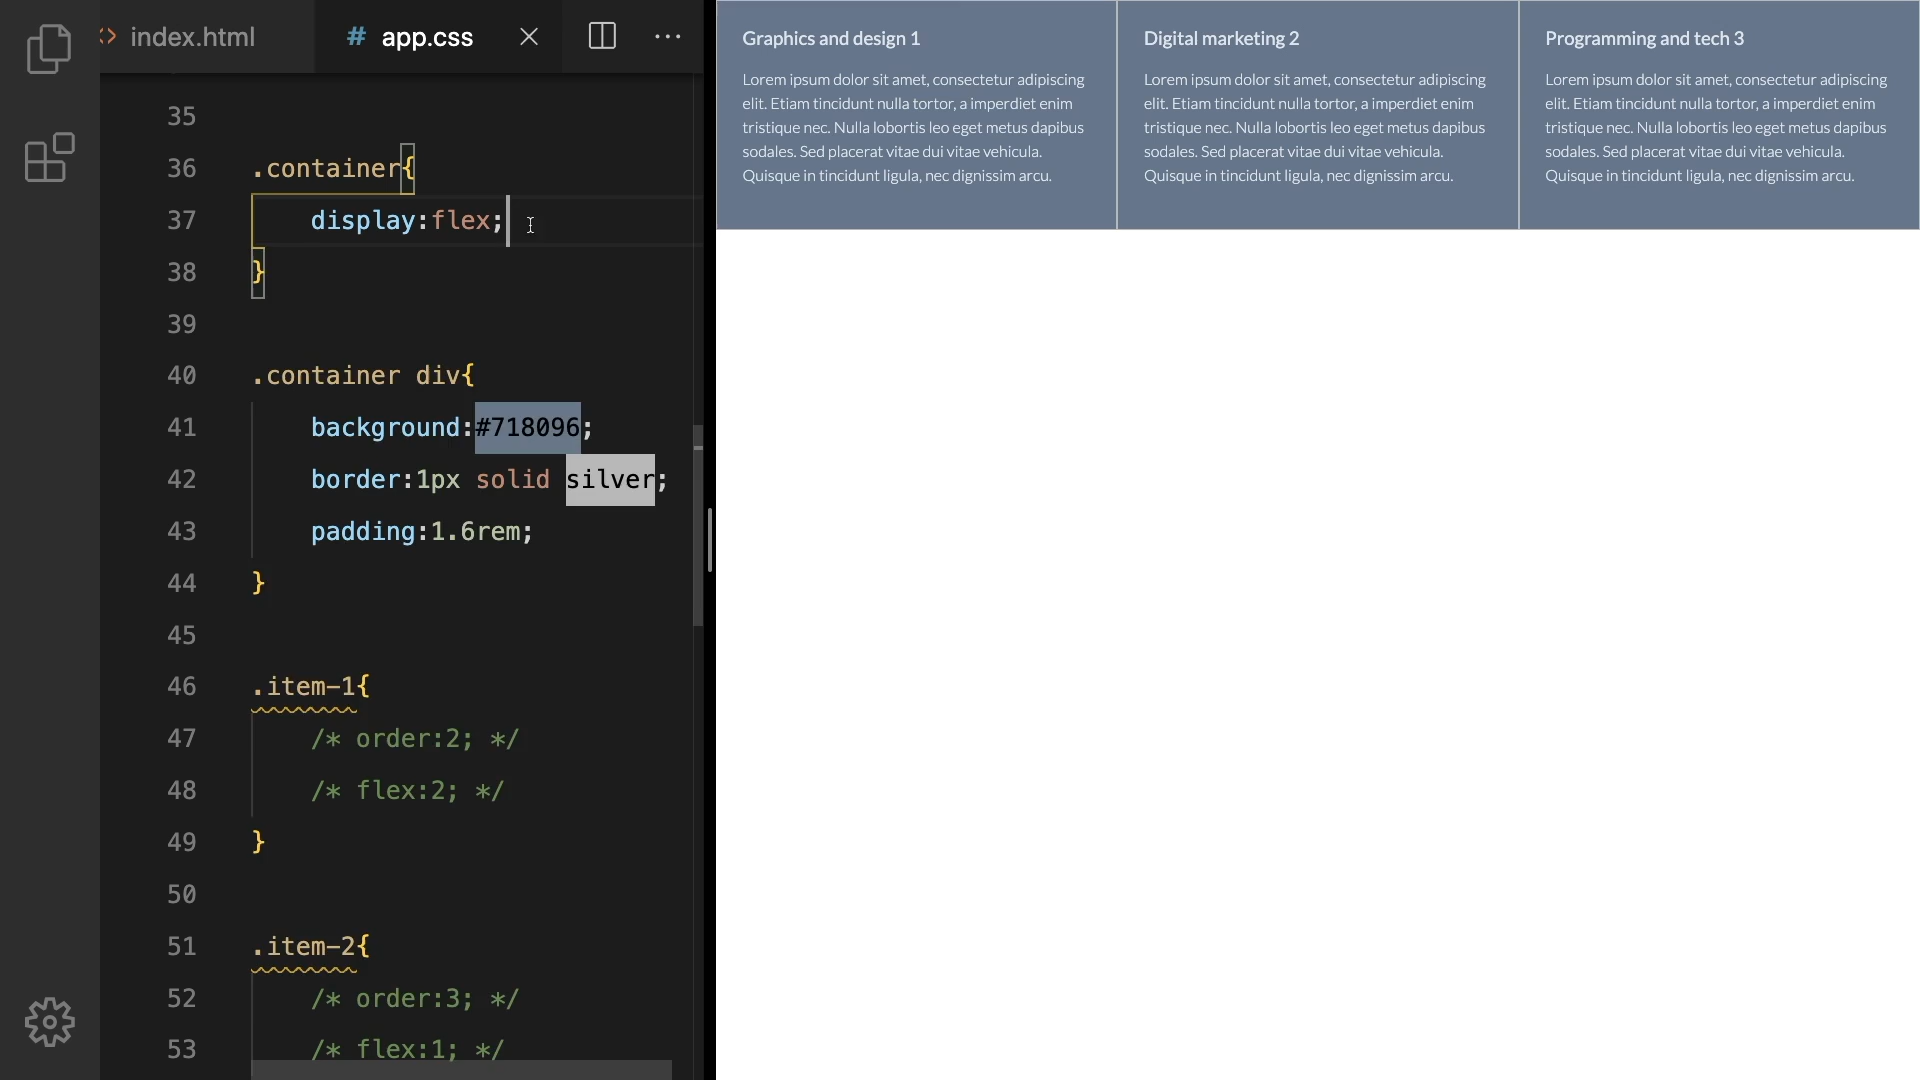 index.html
# app.css
35
36 .container{
37 display:flex;
38 }
39
40 .container div{
41 background:#718096;
42 border:1px solid silver;
43 padding:1.6rem;
44 }
45
46 .item-1{
47 /* order:2; */
48 /* flex:2; */
49 }
50
51 .item-2{
52 /* order:3; */
53 /* flex:1; */
Graphics and design 1
Lorem ipsum dolor sit amet, consectetur adipiscing
elit. Etiam tincidunt nulla tortor, a imperdiet enim
tristique nec. Nulla lobortis leo eget metus dapibus
sodales. Sed placerat vitae dui vitae vehicula.
Quisque in tincidunt ligula, nec dignissim arcu.
Digital marketing 2
Lorem ipsum dolor sit amet, consectetur adipiscing
elit. Etiam tincidunt nulla tortor, a imperdiet enim
tristique nec. Nulla lobortis leo eget metus dapibus
sodales. Sed placerat vitae dui vitae vehicula.
Quisque in tincidunt ligula, nec dignissim arcu.
Programming and tech 3
Lorem ipsum dolor sit amet, consectetur adipiscing
elit. Etiam tincidunt nulla tortor, a imperdiet enim
tristique nec. Nulla lobortis leo eget metus dapibus
sodales. Sed placerat vitae dui vitae vehicula.
Quisque in tincidunt ligula, nec dignissim arcu.